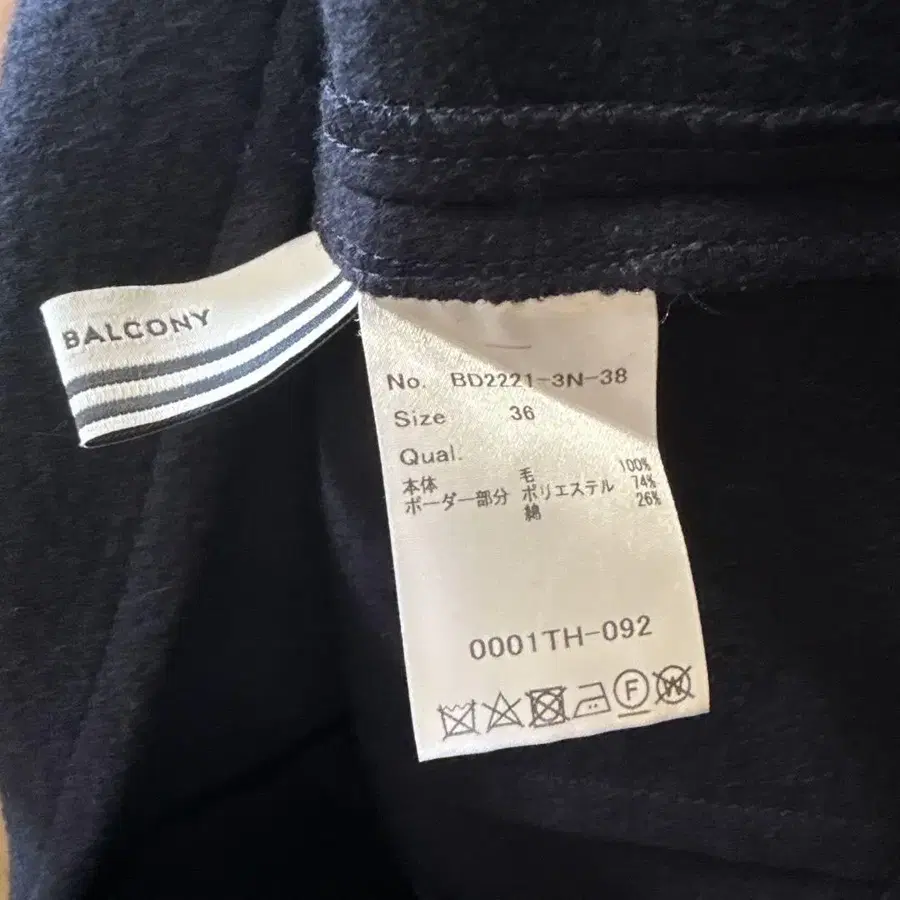 BALCONY
No. BD2221-3N-38
Size 36
Qual.
本体 毛 100%
ボーダー部分 ポリエステル 74%
綿 26%
0001TH-092
F W